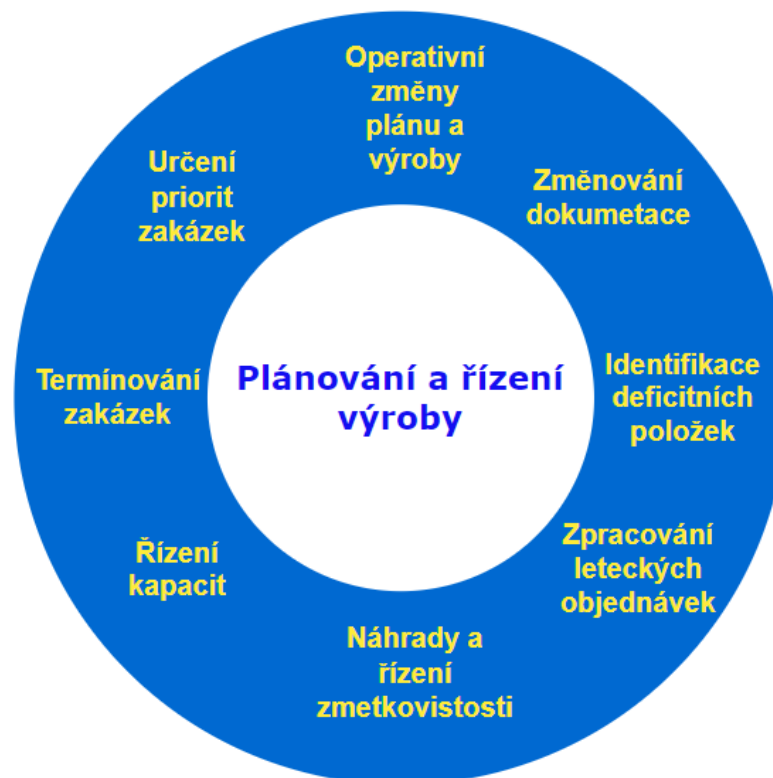 Operativní
změny
plánu a
výroby
Změnování
dokumetace
Identifikace
deficitních
položek
Zpracování
leteckých
objednávek
Náhrady a
řízení
zmetkovistosti
Řízení
kapacit
Termínování
zakázek
Určení
priorit
zakázek
Plánování a řízení
výroby